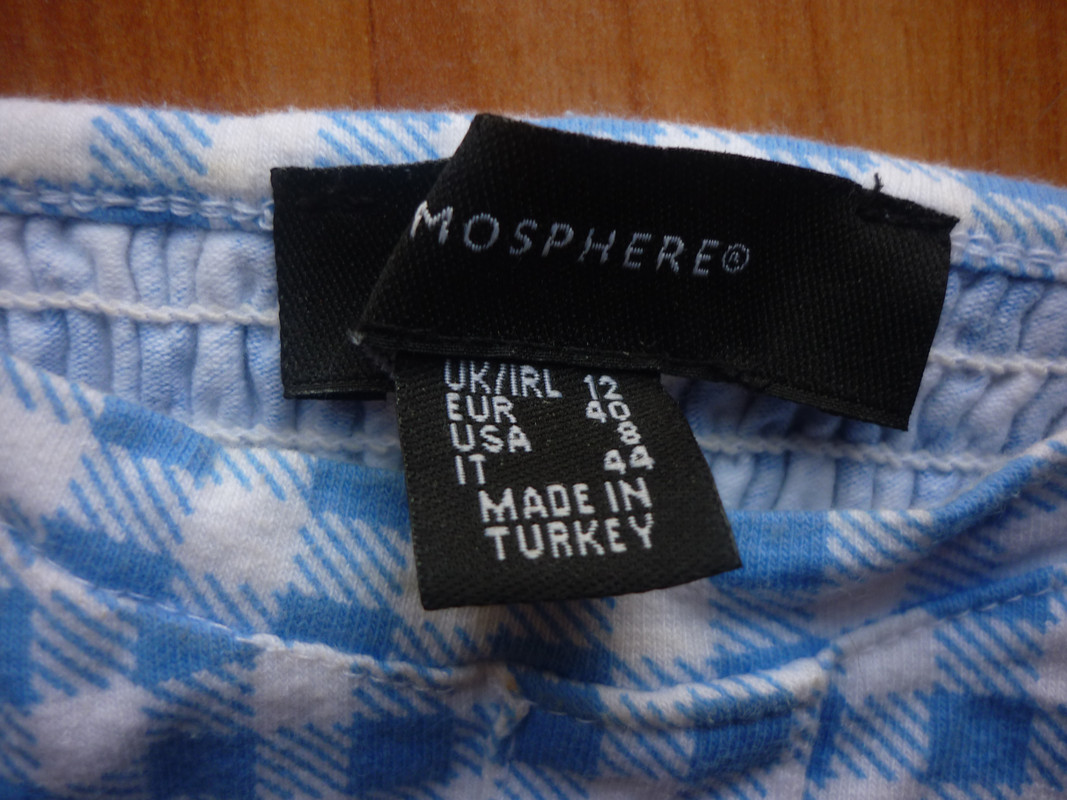 MOSPHERE®
UK/IRL 12
EUR 40
USA 8
IT 44
MADE IN
TURKEY